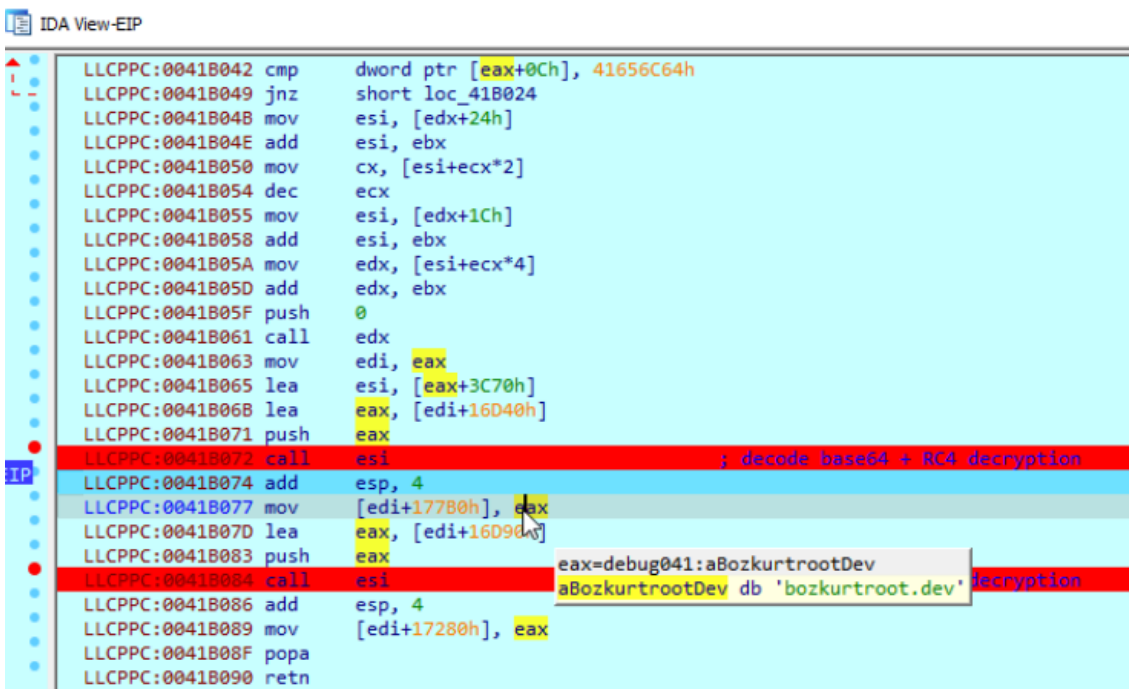 IDA View-EIP
LLCPPC:0041B042 cmp dword ptr [eax+0Ch], 41656C64h
LLCPPC:0041B049 jnz short loc_41B024
LLCPPC:0041B04B mov esi, [edx+24h]
LLCPPC:0041B04E add esi, ebx
LLCPPC:0041B050 mov cx, [esi+ecx*2]
LLCPPC:0041B054 dec ecx
LLCPPC:0041B055 mov esi, [edx+1Ch]
LLCPPC:0041B058 add esi, ebx
LLCPPC:0041B05A mov edx, [esi+ecx*4]
LLCPPC:0041B05D add edx, ebx
LLCPPC:0041B05F push 0
LLCPPC:0041B061 call edx
LLCPPC:0041B063 mov edi, eax
LLCPPC:0041B065 lea esi, [eax+3C70h]
LLCPPC:0041B06B lea eax, [edi+16D40h]
LLCPPC:0041B071 push eax
LLCPPC:0041B072 call esi ; decode base64 + RC4 decryption
EIP LLCPPC:0041B074 add esp, 4
LLCPPC:0041B077 mov [edi+177B0h], eax
LLCPPC:0041B07D lea eax, [edi+16D90h]
LLCPPC:0041B083 push eax
eax=debug041:aBozkurtrootDev
LLCPPC:0041B084 call esi decryption
aBozkurtrootDev db 'bozkurtroot.dev'
LLCPPC:0041B086 add esp, 4
LLCPPC:0041B089 mov [edi+17280h], eax
LLCPPC:0041B08F popa
LLCPPC:0041B090 retn